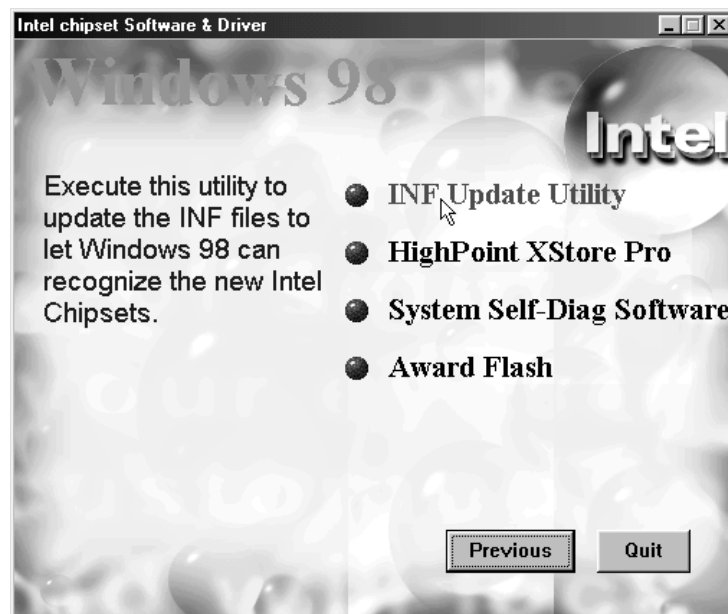 Intel chipset Software & Driver
Windows 98
Intel
Execute this utility to
update the INF files to
let Windows 98 can
recognize the new Intel
Chipsets.
INF Update Utility
HighPoint XStore Pro
System Self-Diag Software
Award Flash
Previous
Quit